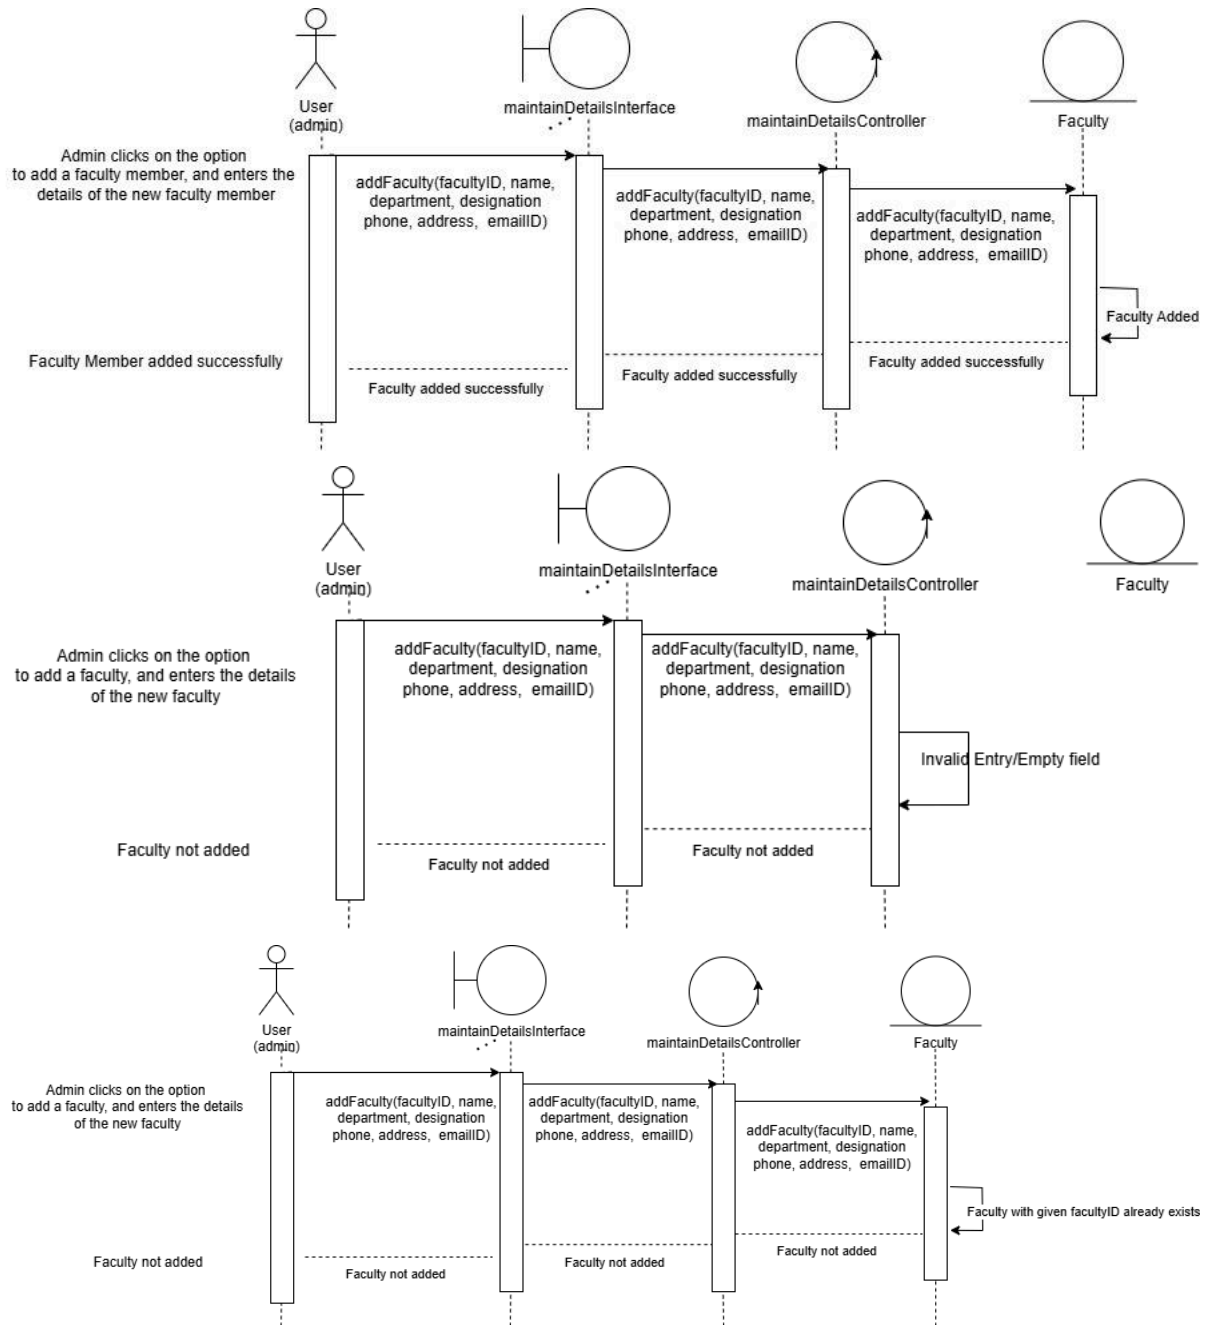 User
(admin)
maintainDetailsInterface
maintainDetailsController
Faculty
Admin clicks on the option
to add a faculty member, and enters the
details of the new faculty member
addFaculty(facultyID, name,
department, designation
phone, address, emailID)
addFaculty(facultyID, name,
department, designation
phone, address, emailID)
addFaculty(facultyID, name,
department, designation
phone, address, emailID)
Faculty Added
Faculty Member added successfully
Faculty added successfully
Faculty added successfully
Faculty added successfully
User
(admin)
maintainDetailsInterface
maintainDetailsController
Faculty
Admin clicks on the option
to add a faculty, and enters the details
of the new faculty
addFaculty(facultyID, name,
department, designation
phone, address, emailID)
addFaculty(facultyID, name,
department, designation
phone, address, emailID)
Invalid Entry/Empty field
Faculty not added
Faculty not added
Faculty not added
User
(admin)
maintainDetailsInterface
maintainDetailsController
Faculty
Admin clicks on the option
to add a faculty, and enters the details
of the new faculty
addFaculty(facultyID, name,
department, designation
phone, address, emailID)
addFaculty(facultyID, name,
department, designation
phone, address, emailID)
addFaculty(facultyID, name,
department, designation
phone, address, emailID)
Faculty with given facultyID already exists
Faculty not added
Faculty not added
Faculty not added
Faculty not added